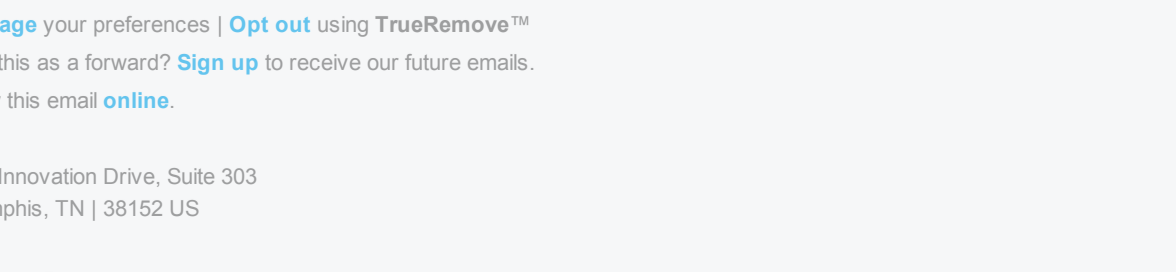 age your preferences | Opt out using TrueRemove™
this as a forward? Sign up to receive our future emails.
this email online.
Innovation Drive, Suite 303
phis, TN | 38152 US